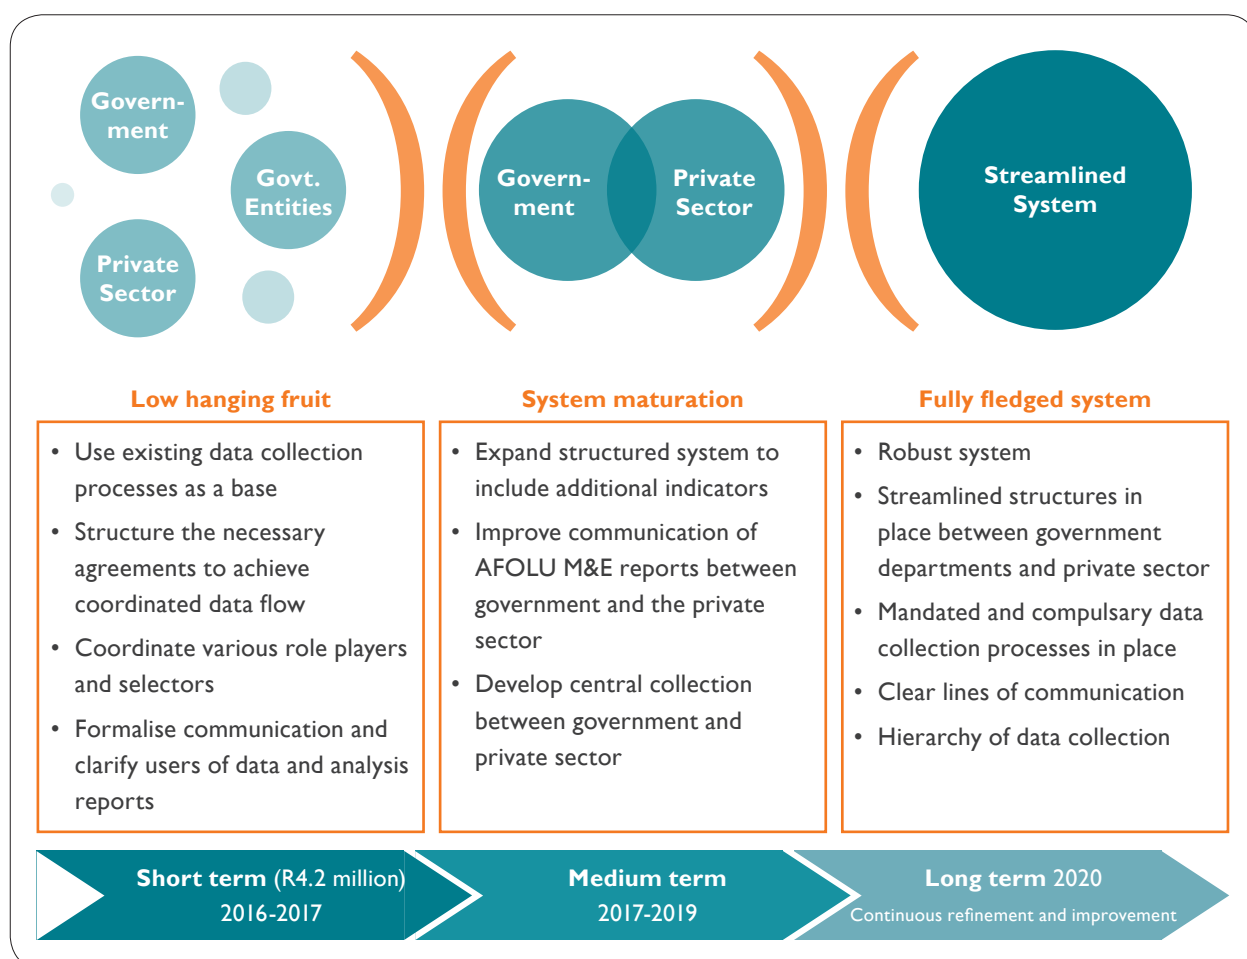 Govern-
ment
Govt.
Entities
Private
Sector
Govern-
ment
Private
Sector
Streamlined
System
Low hanging fruit
• Use existing data collection
processes as a base
• Structure the necessary
agreements to achieve
coordinated data flow
• Coordinate various role players
and selectors
• Formalise communication and
clarify users of data and analysis
reports
System maturation
• Expand structured system to
include additional indicators
• Improve communication of
AFOLU M&E reports between
government and the private
sector
• Develop central collection
between government and
private sector
Fully fledged system
• Robust system
• Streamlined structures in
place between government
departments and private sector
• Mandated and compulsary data
collection processes in place
• Clear lines of communication
• Hierarchy of data collection
Short term (R4.2 million)
2016-2017
Medium term
2017-2019
Long term 2020
Continuous refinement and improvement